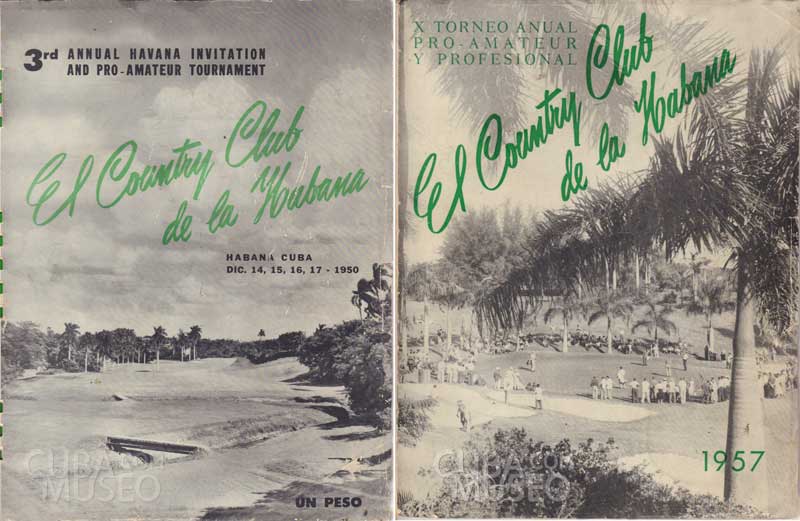 3rd ANNUAL HAVANA INVITATION
AND PRO-AMATEUR TOURNAMENT
El Country Club
de la Habana
HABANA CUBA
DIC. 14, 15, 16, 17 - 1950
UN PESO
CUBA CON
MUSEO
X TORNEO ANUAL
PRO-AMATEUR
Y PROFESIONAL
El Country Club
de la Habana
1957
CUBA CON
MUSEO